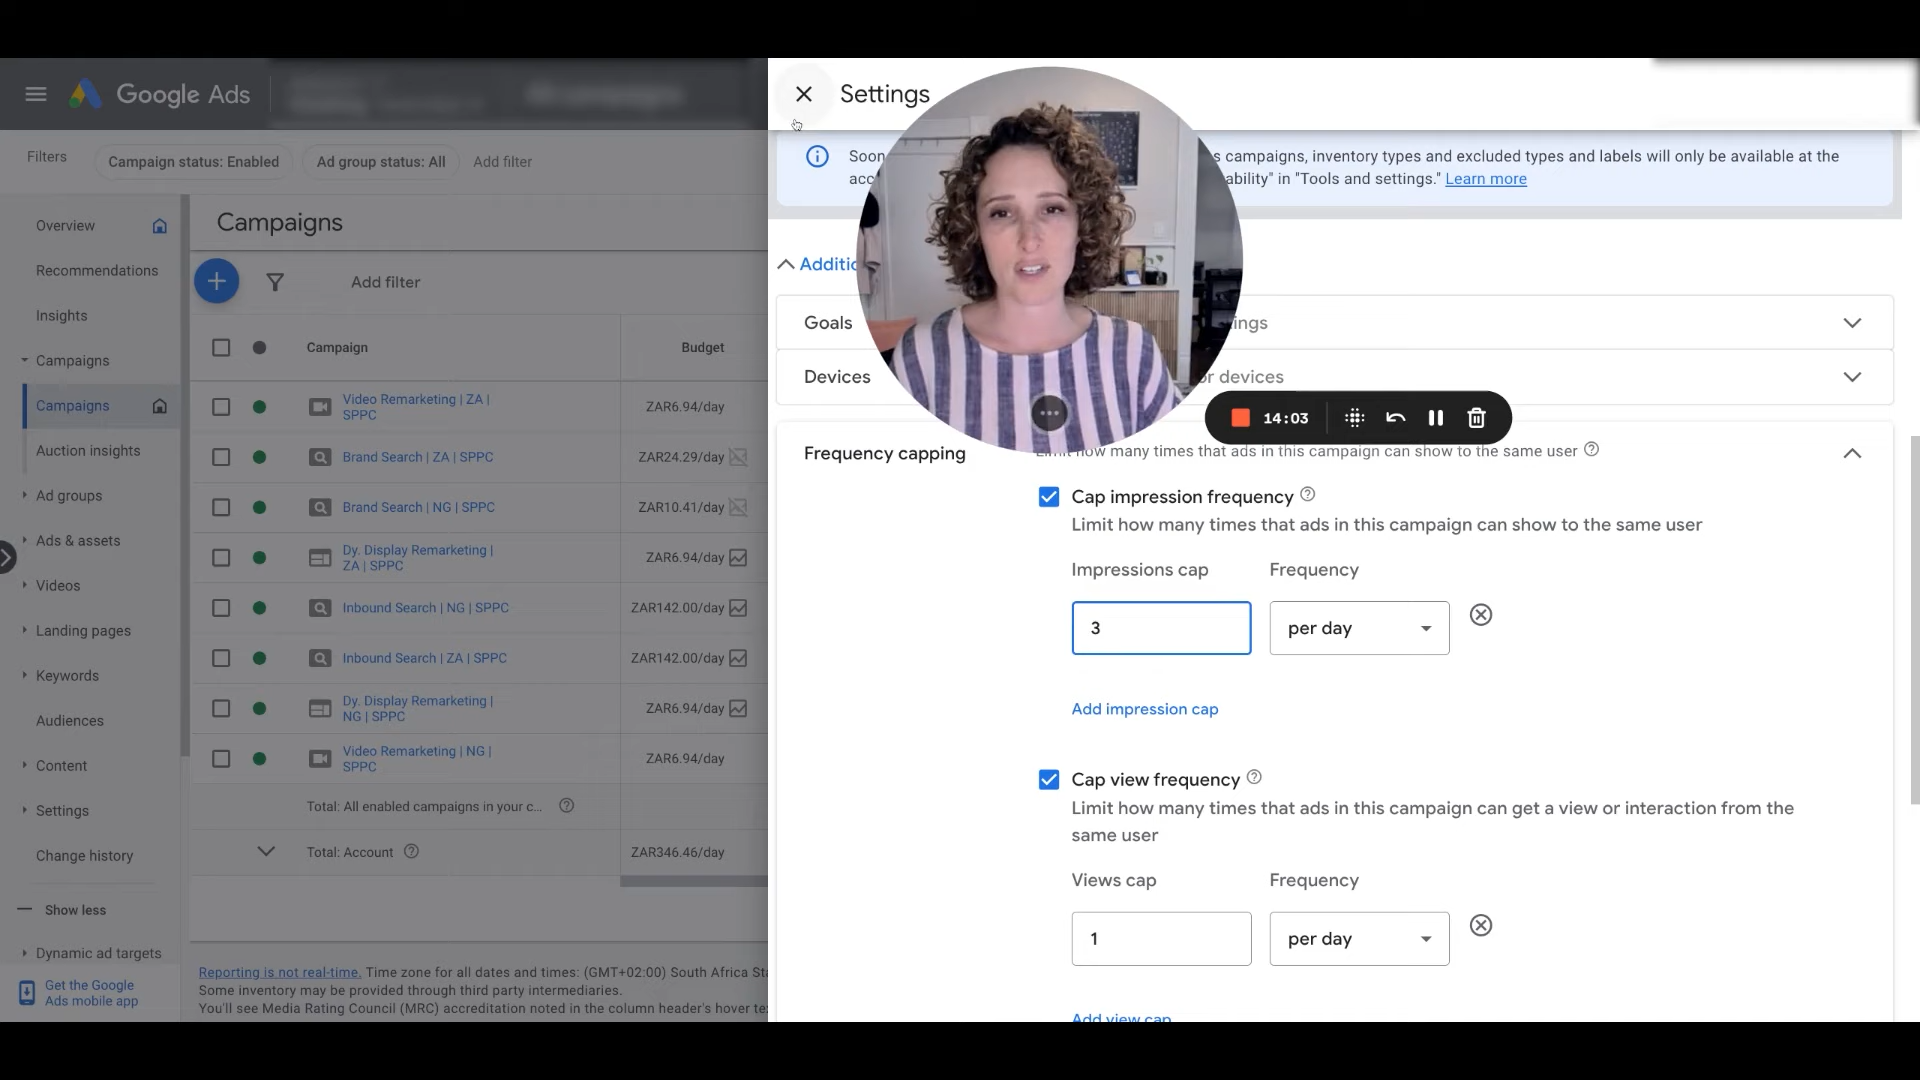 Google Ads
Settings
Filters
Campaign status: Enabled
Ad group status: All
Add filter
Soon
s campaigns, inventory types and excluded types and labels will only be available at the
acc
ability" in "Tools and settings." Learn more
Overview
Recommendations
Insights
Campaigns
Campaigns
Auction insights
Ad groups
Ads & assets
Videos
Landing pages
Keywords
Audiences
Content
Settings
Change history
Show less
Dynamic ad targets
Get the Google
Ads mobile app
Campaigns
Add filter
Campaign
Budget
Video Remarketing | ZA |
SPPC
ZAR6.94/day
Brand Search | ZA | SPPC
ZAR24.29/day
Brand Search | NG | SPPC
ZAR10.41/day
Dy. Display Remarketing |
ZA | SPPC
ZAR6.94/day
Inbound Search | NG | SPPC
ZAR142.00/day
Inbound Search | ZA | SPPC
ZAR142.00/day
Dy. Display Remarketing |
NG | SPPC
ZAR6.94/day
Video Remarketing | NG |
SPPC
ZAR6.94/day
Total: All enabled campaigns in your c...
Total: Account
ZAR346.46/day
Reporting is not real-time. Time zone for all dates and times: (GMT+02:00) South Africa Sta
Some inventory may be provided through third party intermediaries.
You'll see Media Rating Council (MRC) accreditation noted in the column header's hover te
Additio
Goals
ings
Devices
or devices
14:03
Frequency capping
Limit how many times that ads in this campaign can show to the same user
Cap impression frequency
Limit how many times that ads in this campaign can show to the same user
Impressions cap
Frequency
3
per day
Add impression cap
Cap view frequency
Limit how many times that ads in this campaign can get a view or interaction from the
same user
Views cap
Frequency
1
per day
Add view cap